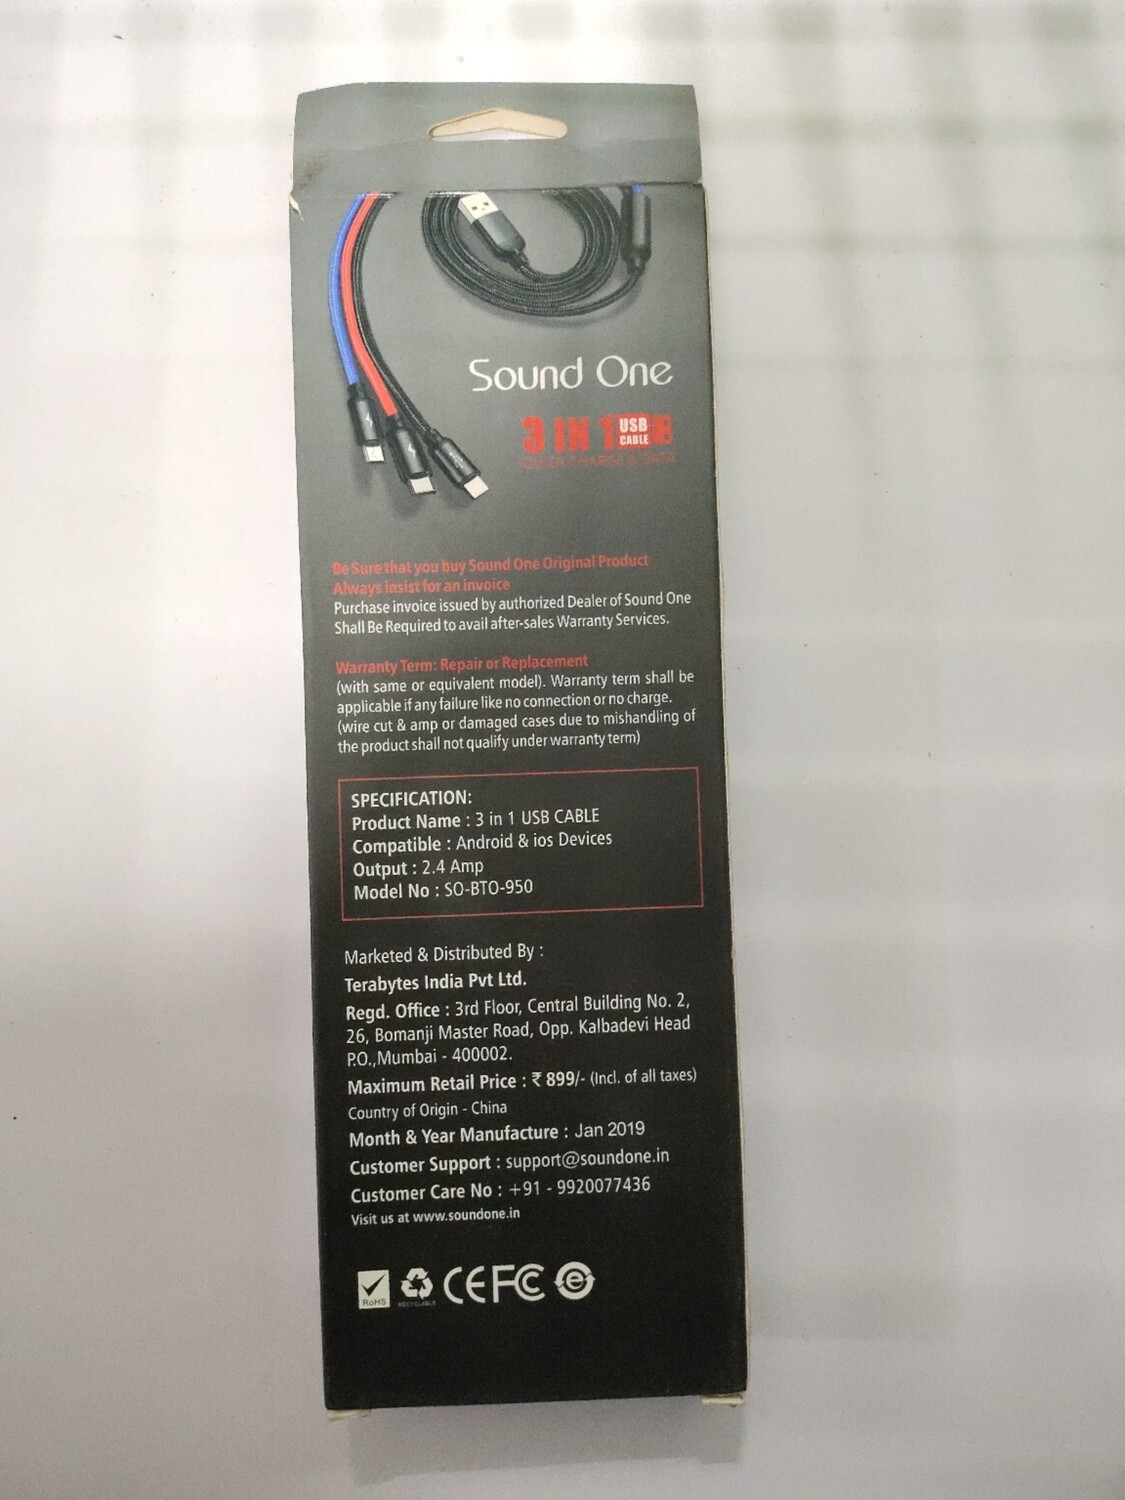 Sound One
3 IN 1 USB
CABLE
QUICK CHARGE & DATA
Be Sure that you buy Sound One Original Product
Always insist for an invoice
Purchase invoice issued by authorized Dealer of Sound One
Shall Be Required to avail after-sales Warranty Services.
Warranty Term: Repair or Replacement
(with same or equivalent model). Warranty term shall be
applicable if any failure like no connection or no charge.
(wire cut & amp or damaged cases due to mishandling of
the product shall not qualify under warranty term)
SPECIFICATION:
Product Name : 3 in 1 USB CABLE
Compatible : Android & ios Devices
Output : 2.4 Amp
Model No : SO-BTO-950
Marketed & Distributed By :
Terabytes India Pvt Ltd.
Regd. Office : 3rd Floor, Central Building No. 2,
26, Bomanji Master Road, Opp. Kalbadevi Head
P.O.,Mumbai - 400002.
Maximum Retail Price : ₹ 899/- (Incl. of all taxes)
Country of Origin - China
Month & Year Manufacture : Jan 2019
Customer Support : support@soundone.in
Customer Care No : +91 - 9920077436
Visit us at www.soundone.in
RoHS
RECYCLABLE
CE FC e